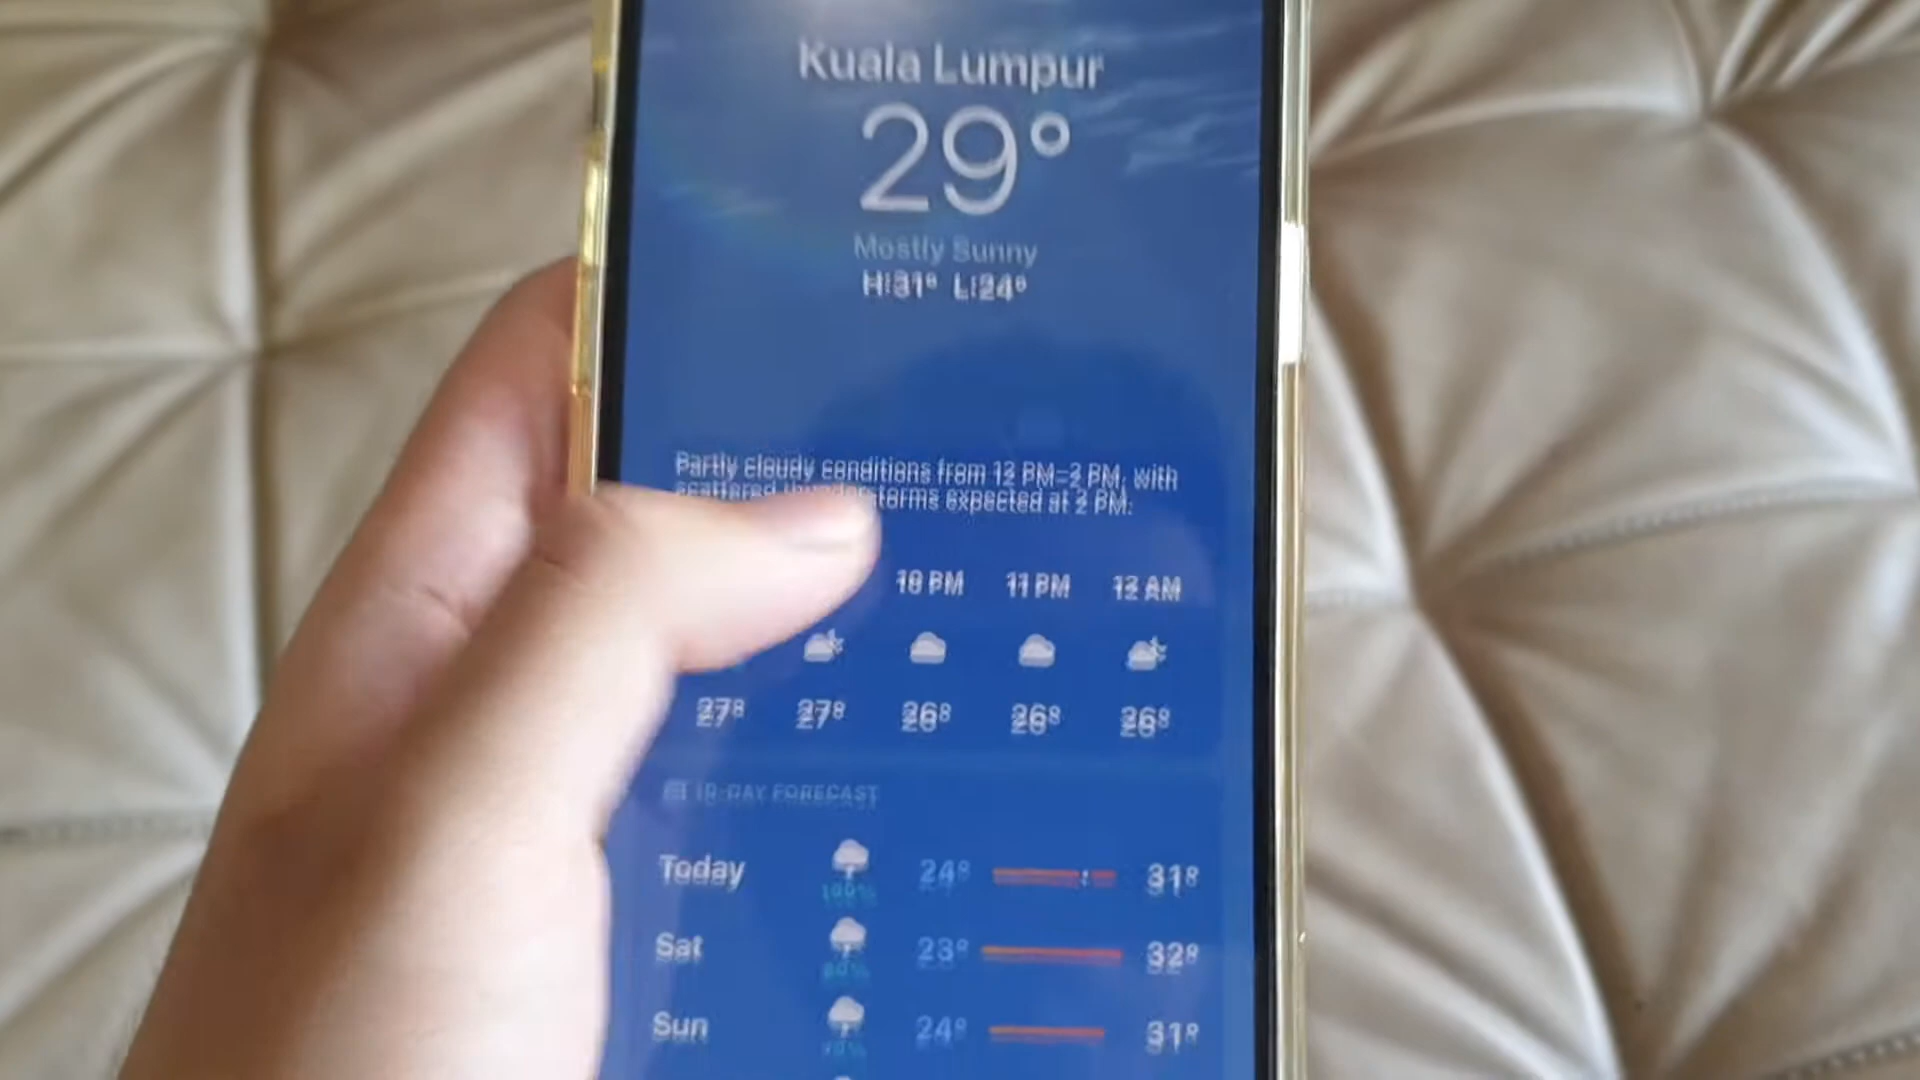 Kuala Lumpur
29°
Mostly Sunny
H:31° L:24°
Partly cloudy conditions from 12 PM–2 PM, with
scattered thunderstorms expected at 2 PM.
10 PM 11 PM 12 AM
27° 27° 26° 26° 26°
10-DAY FORECAST
Today 24° 31°
100%
Sat 23° 32°
Sun 24° 31°